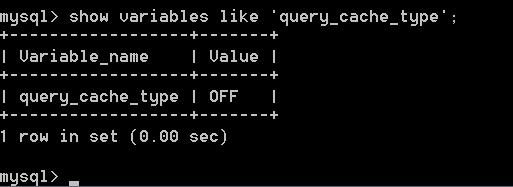 mysql> show variables like 'query_cache_type';
+------------------+-------+
| Variable_name    | Value |
+------------------+-------+
| query_cache_type | OFF   |
+------------------+-------+
1 row in set (0.00 sec)
mysql> _